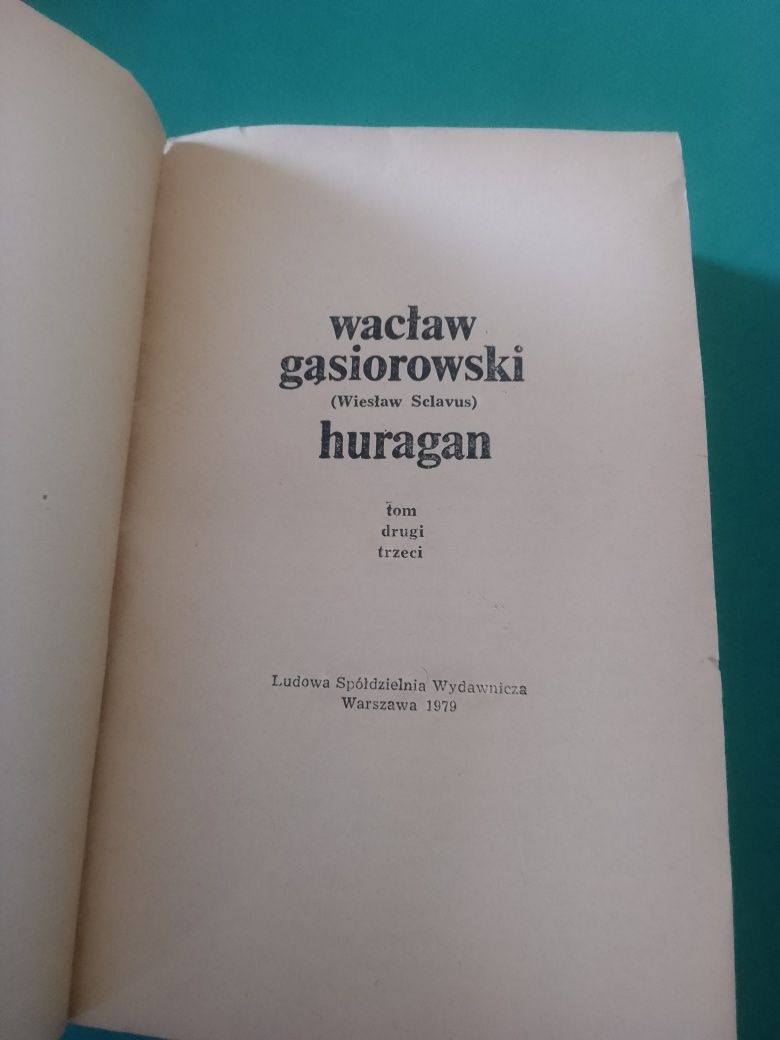 wacław
gąsiorowski
(Wiesław Sclavus)
huragan
tom
drugi
trzeci
Ludowa Spółdzielnia Wydawnicza
Warszawa 1979